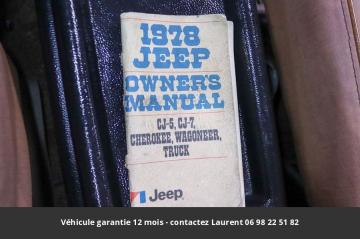 1978
JEEP
OWNER'S
MANUAL
CJ-5, CJ-7,
CHEROKEE, WAGONEER,
TRUCK
Jeep
Véhicule garantie 12 mois - contactez Laurent 06 98 22 51 82